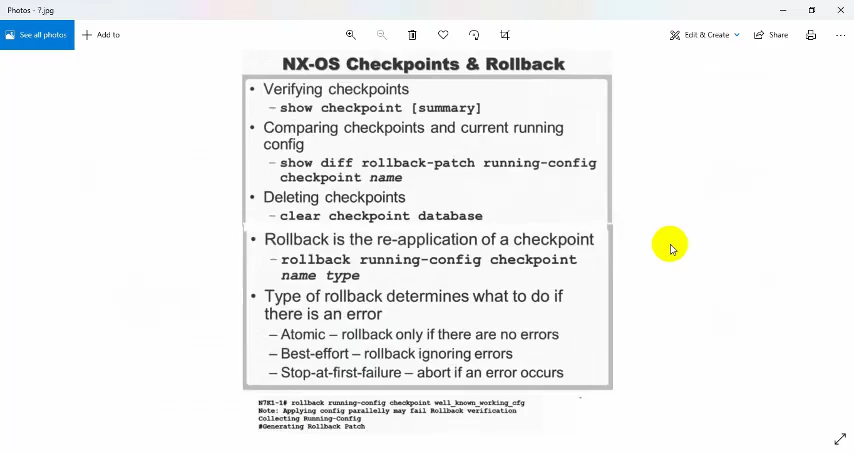 Photos - ?.jpg
See all photos
Add to
Edit & Create
Share
NX-OS Checkpoints & Rollback
• Verifying checkpoints
– show checkpoint [summary]
• Comparing checkpoints and current running
config
– show diff rollback-patch running-config
checkpoint name
• Deleting checkpoints
– clear checkpoint database
• Rollback is the re-application of a checkpoint
– rollback running-config checkpoint
name type
• Type of rollback determines what to do if
there is an error
– Atomic – rollback only if there are no errors
– Best-effort – rollback ignoring errors
– Stop-at-first-failure – abort if an error occurs
N7K1-1# rollback running-config checkpoint well_known_working_cfg
Note: Applying config parallelly may fail Rollback verification
Collecting Running-Config
#Generating Rollback Patch